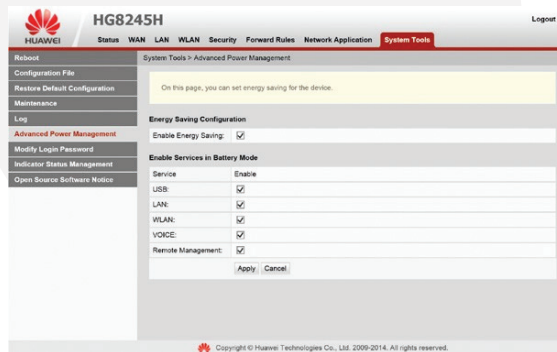 HG8245H
Logout
HUAWEI
Status WAN LAN WLAN Security Forward Rules Network Application System Tools
Reboot
Configuration File
Restore Default Configuration
Maintenance
Log
Advanced Power Management
Modify Login Password
Indicator Status Management
Open Source Software Notice
System Tools > Advanced Power Management
On this page, you can set energy saving for the device.
Energy Saving Configuration
Enable Energy Saving:
Enable Services in Battery Mode
Service Enable
USB:
LAN:
WLAN:
VOICE:
Remote Management:
Apply Cancel
Copyright © Huawei Technologies Co., Ltd. 2009-2014. All rights reserved.